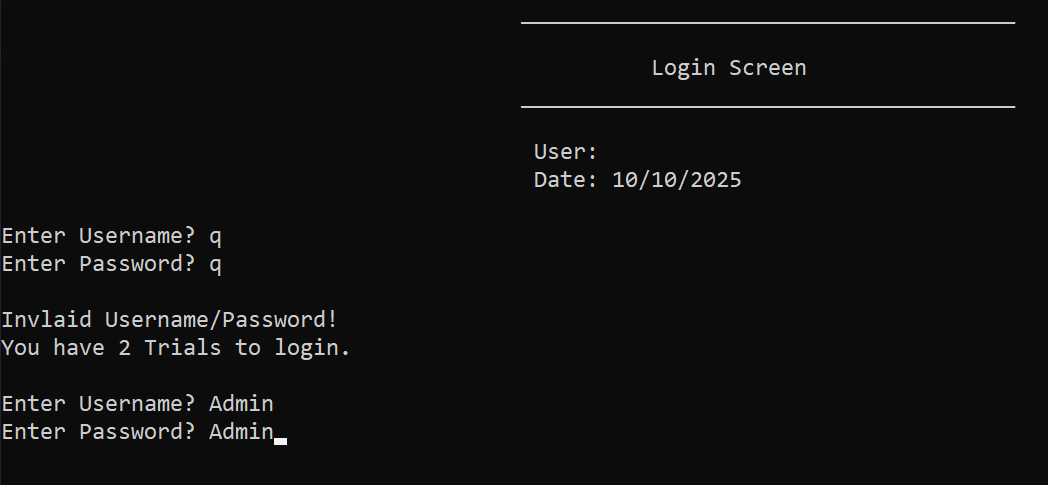 Login Screen
User:
Date: 10/10/2025
Enter Username? q
Enter Password? q
Invlaid Username/Password!
You have 2 Trials to login.
Enter Username? Admin
Enter Password? Admin